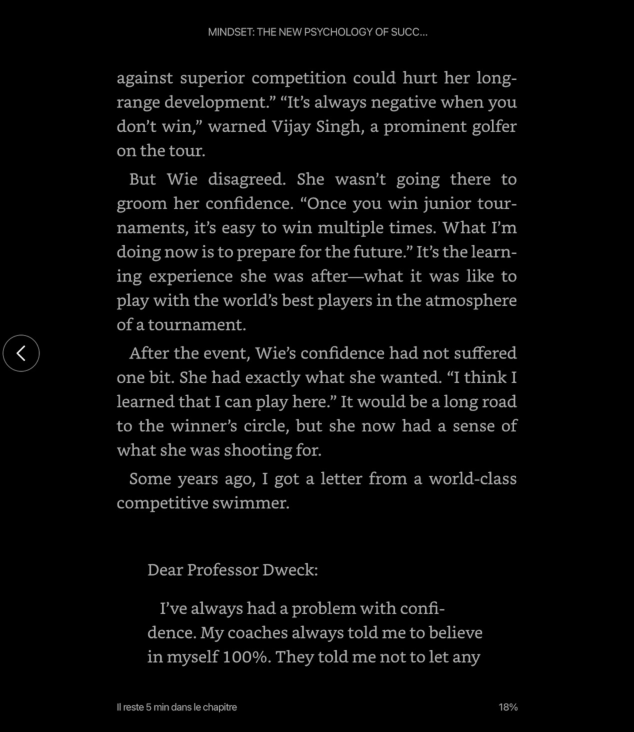 MINDSET: THE NEW PSYCHOLOGY OF SUCC...
against superior competition could hurt her long-
range development.” “It’s always negative when you
don’t win,” warned Vijay Singh, a prominent golfer
on the tour.
But Wie disagreed. She wasn’t going there to
groom her confidence. “Once you win junior tour-
naments, it’s easy to win multiple times. What I’m
doing now is to prepare for the future.” It’s the learn-
ing experience she was after—what it was like to
play with the world’s best players in the atmosphere
of a tournament.
After the event, Wie’s confidence had not suffered
one bit. She had exactly what she wanted. “I think I
learned that I can play here.” It would be a long road
to the winner’s circle, but she now had a sense of
what she was shooting for.
Some years ago, I got a letter from a world-class
competitive swimmer.
Dear Professor Dweck:
I’ve always had a problem with confi-
dence. My coaches always told me to believe
in myself 100%. They told me not to let any
Il reste 5 min dans le chapitre 18%